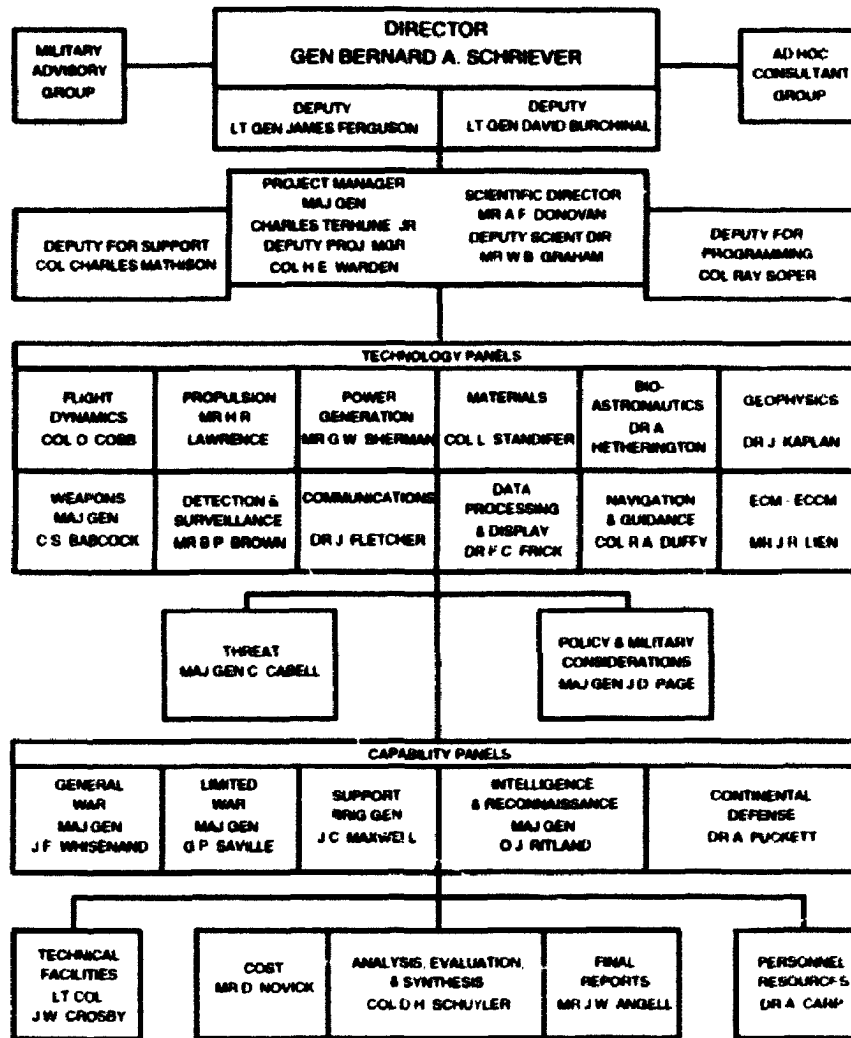 DIRECTOR
GEN BERNARD A. SCHRIEVER
MILITARY
ADVISORY
GROUP
AD HOC
CONSULTANT
GROUP
DEPUTY
LT GEN JAMES FERGUSON
DEPUTY
LT GEN DAVID BURCHINAL
DEPUTY FOR SUPPORT
COL CHARLES MATHISON
PROJECT MANAGER
MAJ GEN
CHARLES TERHUNE JR
DEPUTY PROJ MGR
COL H E WARDEN
SCIENTIFIC DIRECTOR
MR A F DONOVAN
DEPUTY SCIENT DIR
MR W B GRAHAM
DEPUTY FOR
PROGRAMMING
COL RAY SOPER
TECHNOLOGY PANELS
FLIGHT
DYNAMICS
COL O COBB
PROPULSION
MR H R
LAWRENCE
POWER
GENERATION
MR G W SHERMAN
MATERIALS
COL L STANDIFER
BIO-
ASTRONAUTICS
DR A
HETHERINGTON
GEOPHYSICS
DR J KAPLAN
WEAPONS
MAJ GEN
C S BABCOCK
DETECTION &
SURVEILLANCE
MR B P BROWN
COMMUNICATIONS
DR J FLETCHER
DATA
PROCESSING
& DISPLAY
DR F C FRICK
NAVIGATION
& GUIDANCE
COL R A DUFFY
ECM - ECCM
MR J R LIEN
THREAT
MAJ GEN C CABELL
POLICY & MILITARY
CONSIDERATIONS
MAJ GEN J D PAGE
CAPABILITY PANELS
GENERAL
WAR
MAJ GEN
J F WHISENAND
LIMITED
WAR
MAJ GEN
G P SAVILLE
SUPPORT
BRIG GEN
J C MAXWELL
INTELLIGENCE
& RECONNAISSANCE
MAJ GEN
O J RITLAND
CONTINENTAL
DEFENSE
DR A PUCKETT
TECHNICAL
FACILITIES
LT COL
J W CROSBY
COST
MR D NOVICK
ANALYSIS, EVALUATION,
& SYNTHESIS
COL D H SCHUYLER
FINAL
REPORTS
MR J W ANGELL
PERSONNEL
RESOURCES
DR A CARP